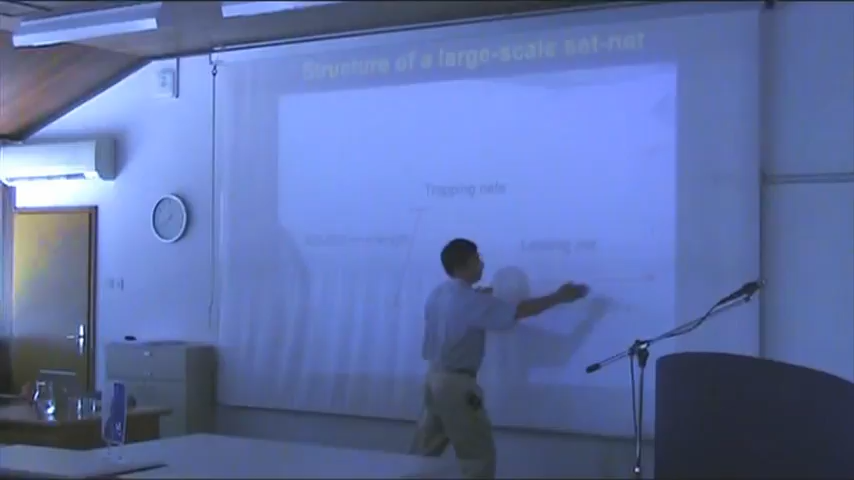 Structure of a large-scale set-net
Trapping nets
Leading net